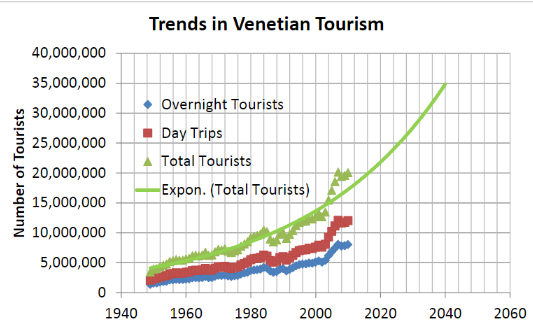 Trends in Venetian Tourism
40,000,000
35,000,000
30,000,000
25,000,000
20,000,000
15,000,000
10,000,000
5,000,000
0
Number of Tourists
Overnight Tourists
Day Trips
Total Tourists
Expon. (Total Tourists)
1940 1960 1980 2000 2020 2040 2060